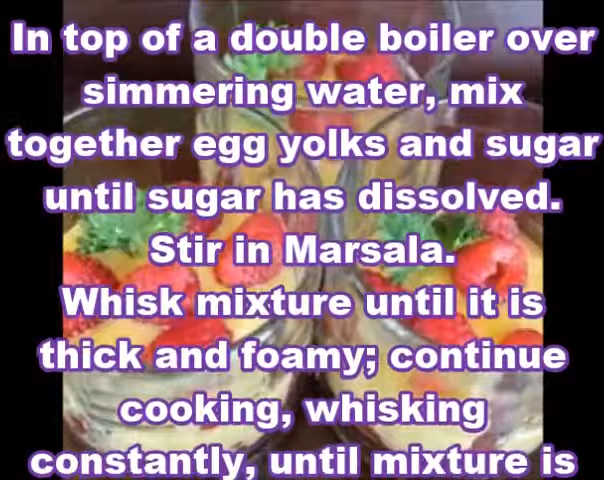 In top of a double boiler over
simmering water, mix
together egg yolks and sugar
until sugar has dissolved.
Stir in Marsala.
Whisk mixture until it is
thick and foamy; continue
cooking, whisking
constantly, until mixture is